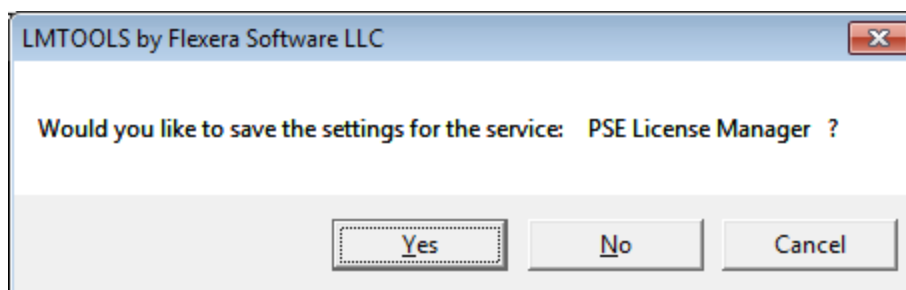 LMTOOLS by Flexera Software LLC
Would you like to save the settings for the service: PSE License Manager ?
Yes No Cancel